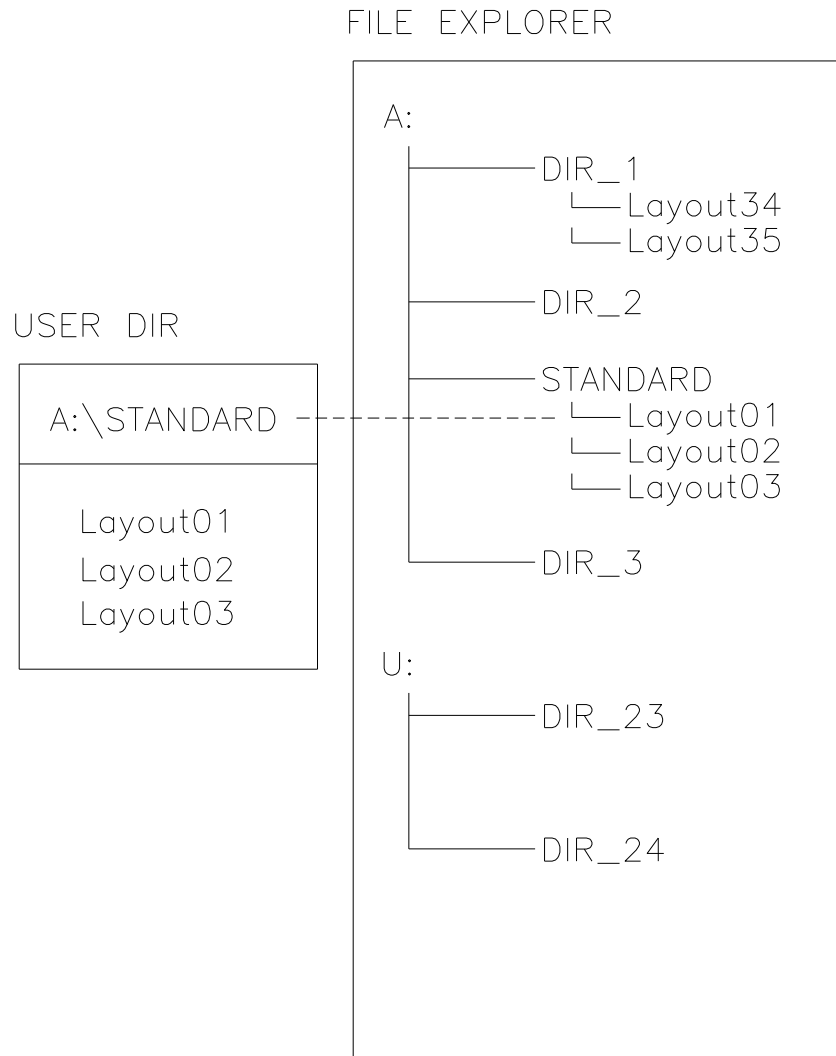 FILE EXPLORER
A:
DIR_1
Layout34
Layout35
DIR_2
STANDARD
Layout01
Layout02
Layout03
DIR_3
U:
DIR_23
DIR_24
USER DIR
A:\STANDARD
Layout01
Layout02
Layout03